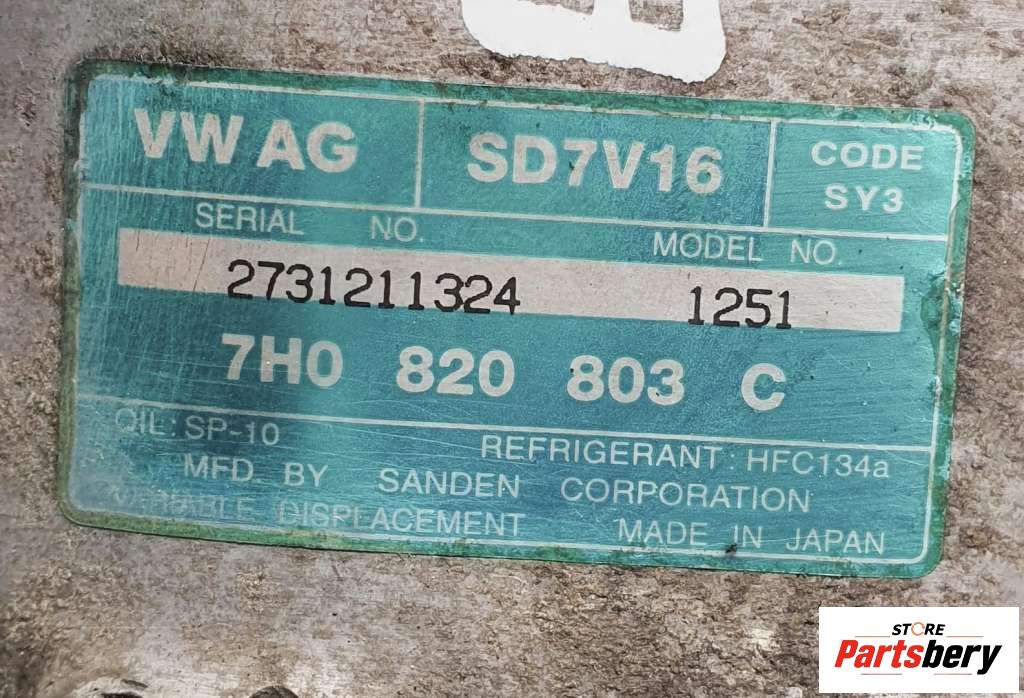 VW AG SD7V16 CODE SY3
SERIAL NO. MODEL NO.
2731211324 1251
7H0 820 803 C
OIL: SP-10 REFRIGERANT : HFC134a
MFD. BY SANDEN CORPORATION
VARIABLE DISPLACEMENT MADE IN JAPAN
STORE
Partsbery